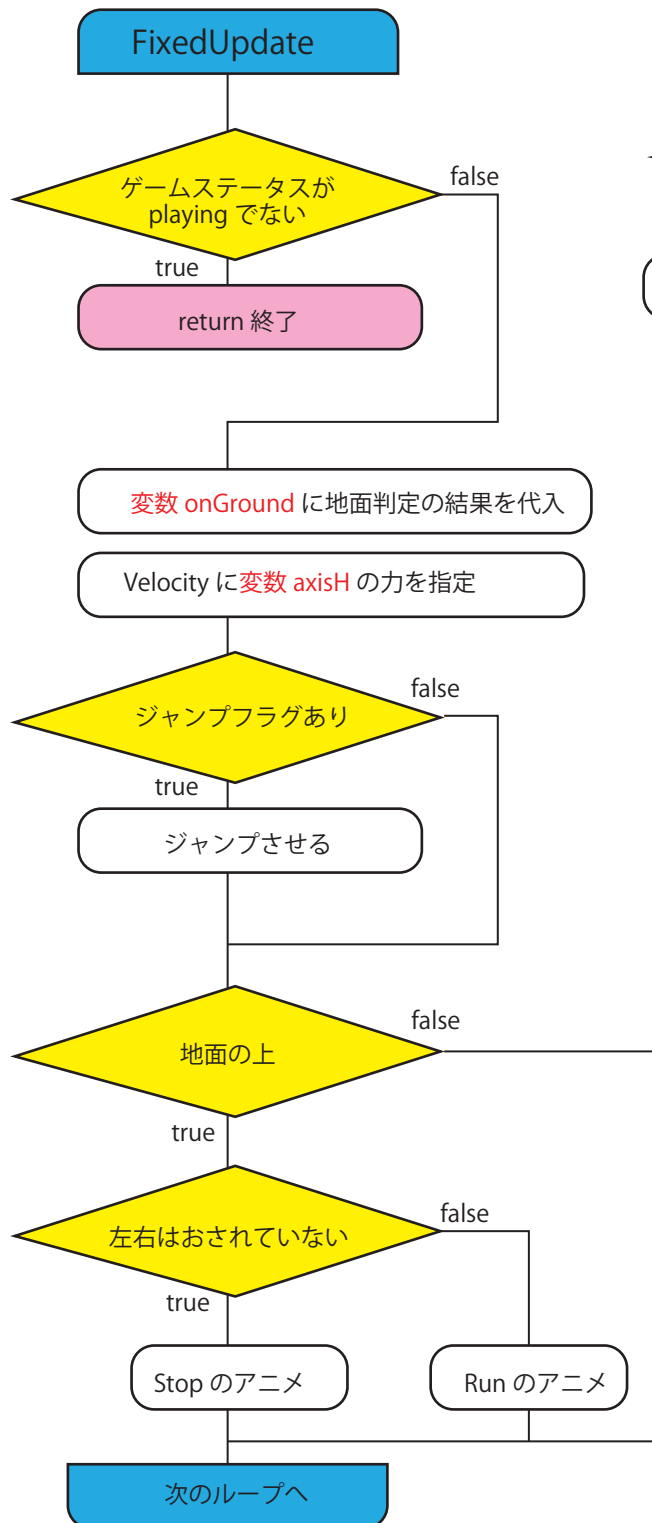 FixedUpdate
ゲームステータスが
playing でない
false
true
return 終了
変数 onGround に地面判定の結果を代入
Velocity に変数 axisH の力を指定
ジャンプフラグあり
false
true
ジャンプさせる
地面の上
false
true
左右はおされていない
false
true
Stop のアニメ
Run のアニメ
次のループへ